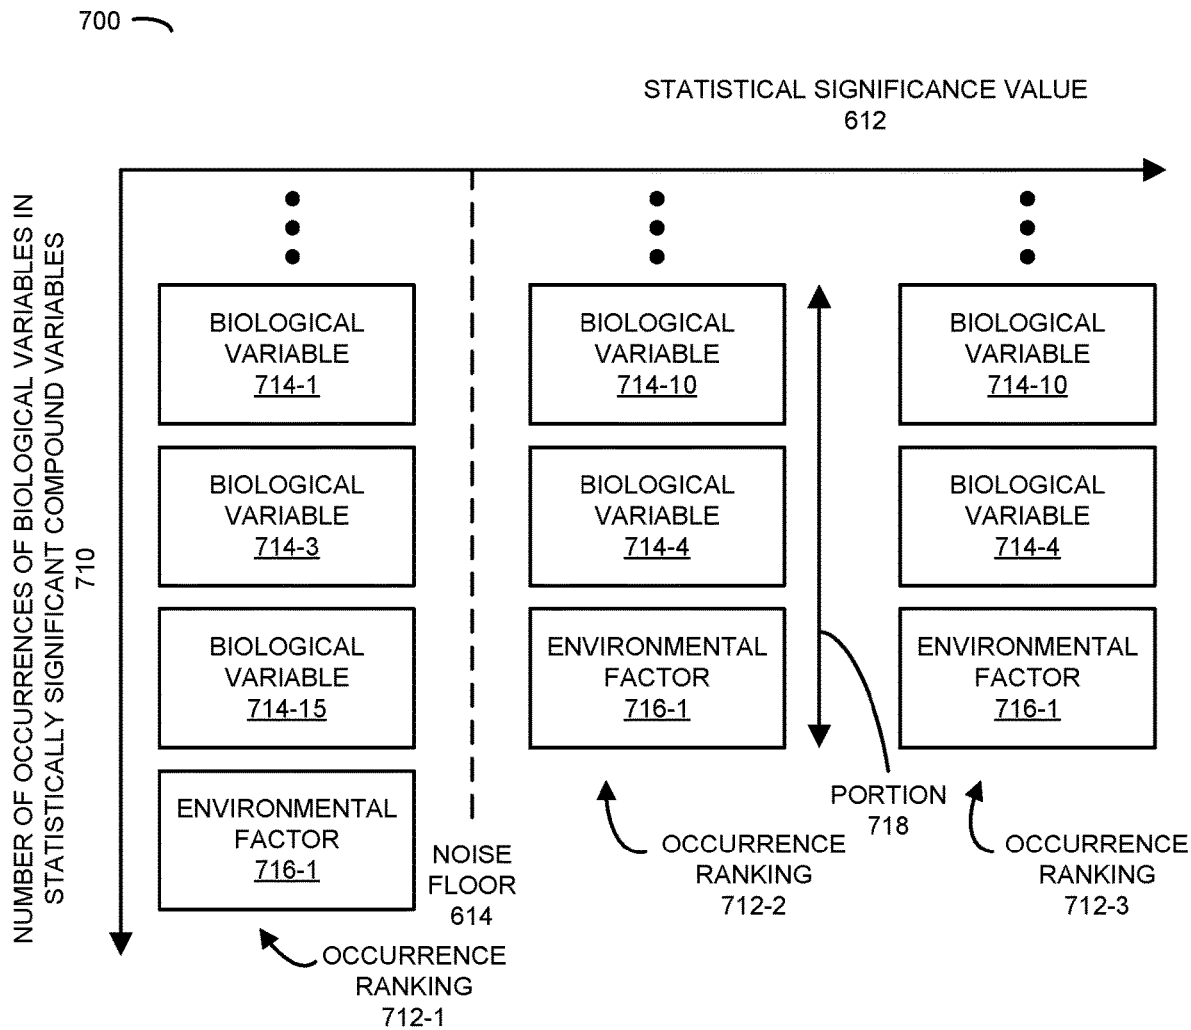 700
STATISTICAL SIGNIFICANCE VALUE
612
NUMBER OF OCCURRENCES OF BIOLOGICAL VARIABLES IN
STATISTICALLY SIGNIFICANT COMPOUND VARIABLES
710
BIOLOGICAL
VARIABLE
714-1
BIOLOGICAL
VARIABLE
714-3
BIOLOGICAL
VARIABLE
714-15
ENVIRONMENTAL
FACTOR
716-1
OCCURRENCE
RANKING
712-1
NOISE
FLOOR
614
BIOLOGICAL
VARIABLE
714-10
BIOLOGICAL
VARIABLE
714-4
ENVIRONMENTAL
FACTOR
716-1
OCCURRENCE
RANKING
712-2
PORTION
718
BIOLOGICAL
VARIABLE
714-10
BIOLOGICAL
VARIABLE
714-4
ENVIRONMENTAL
FACTOR
716-1
OCCURRENCE
RANKING
712-3